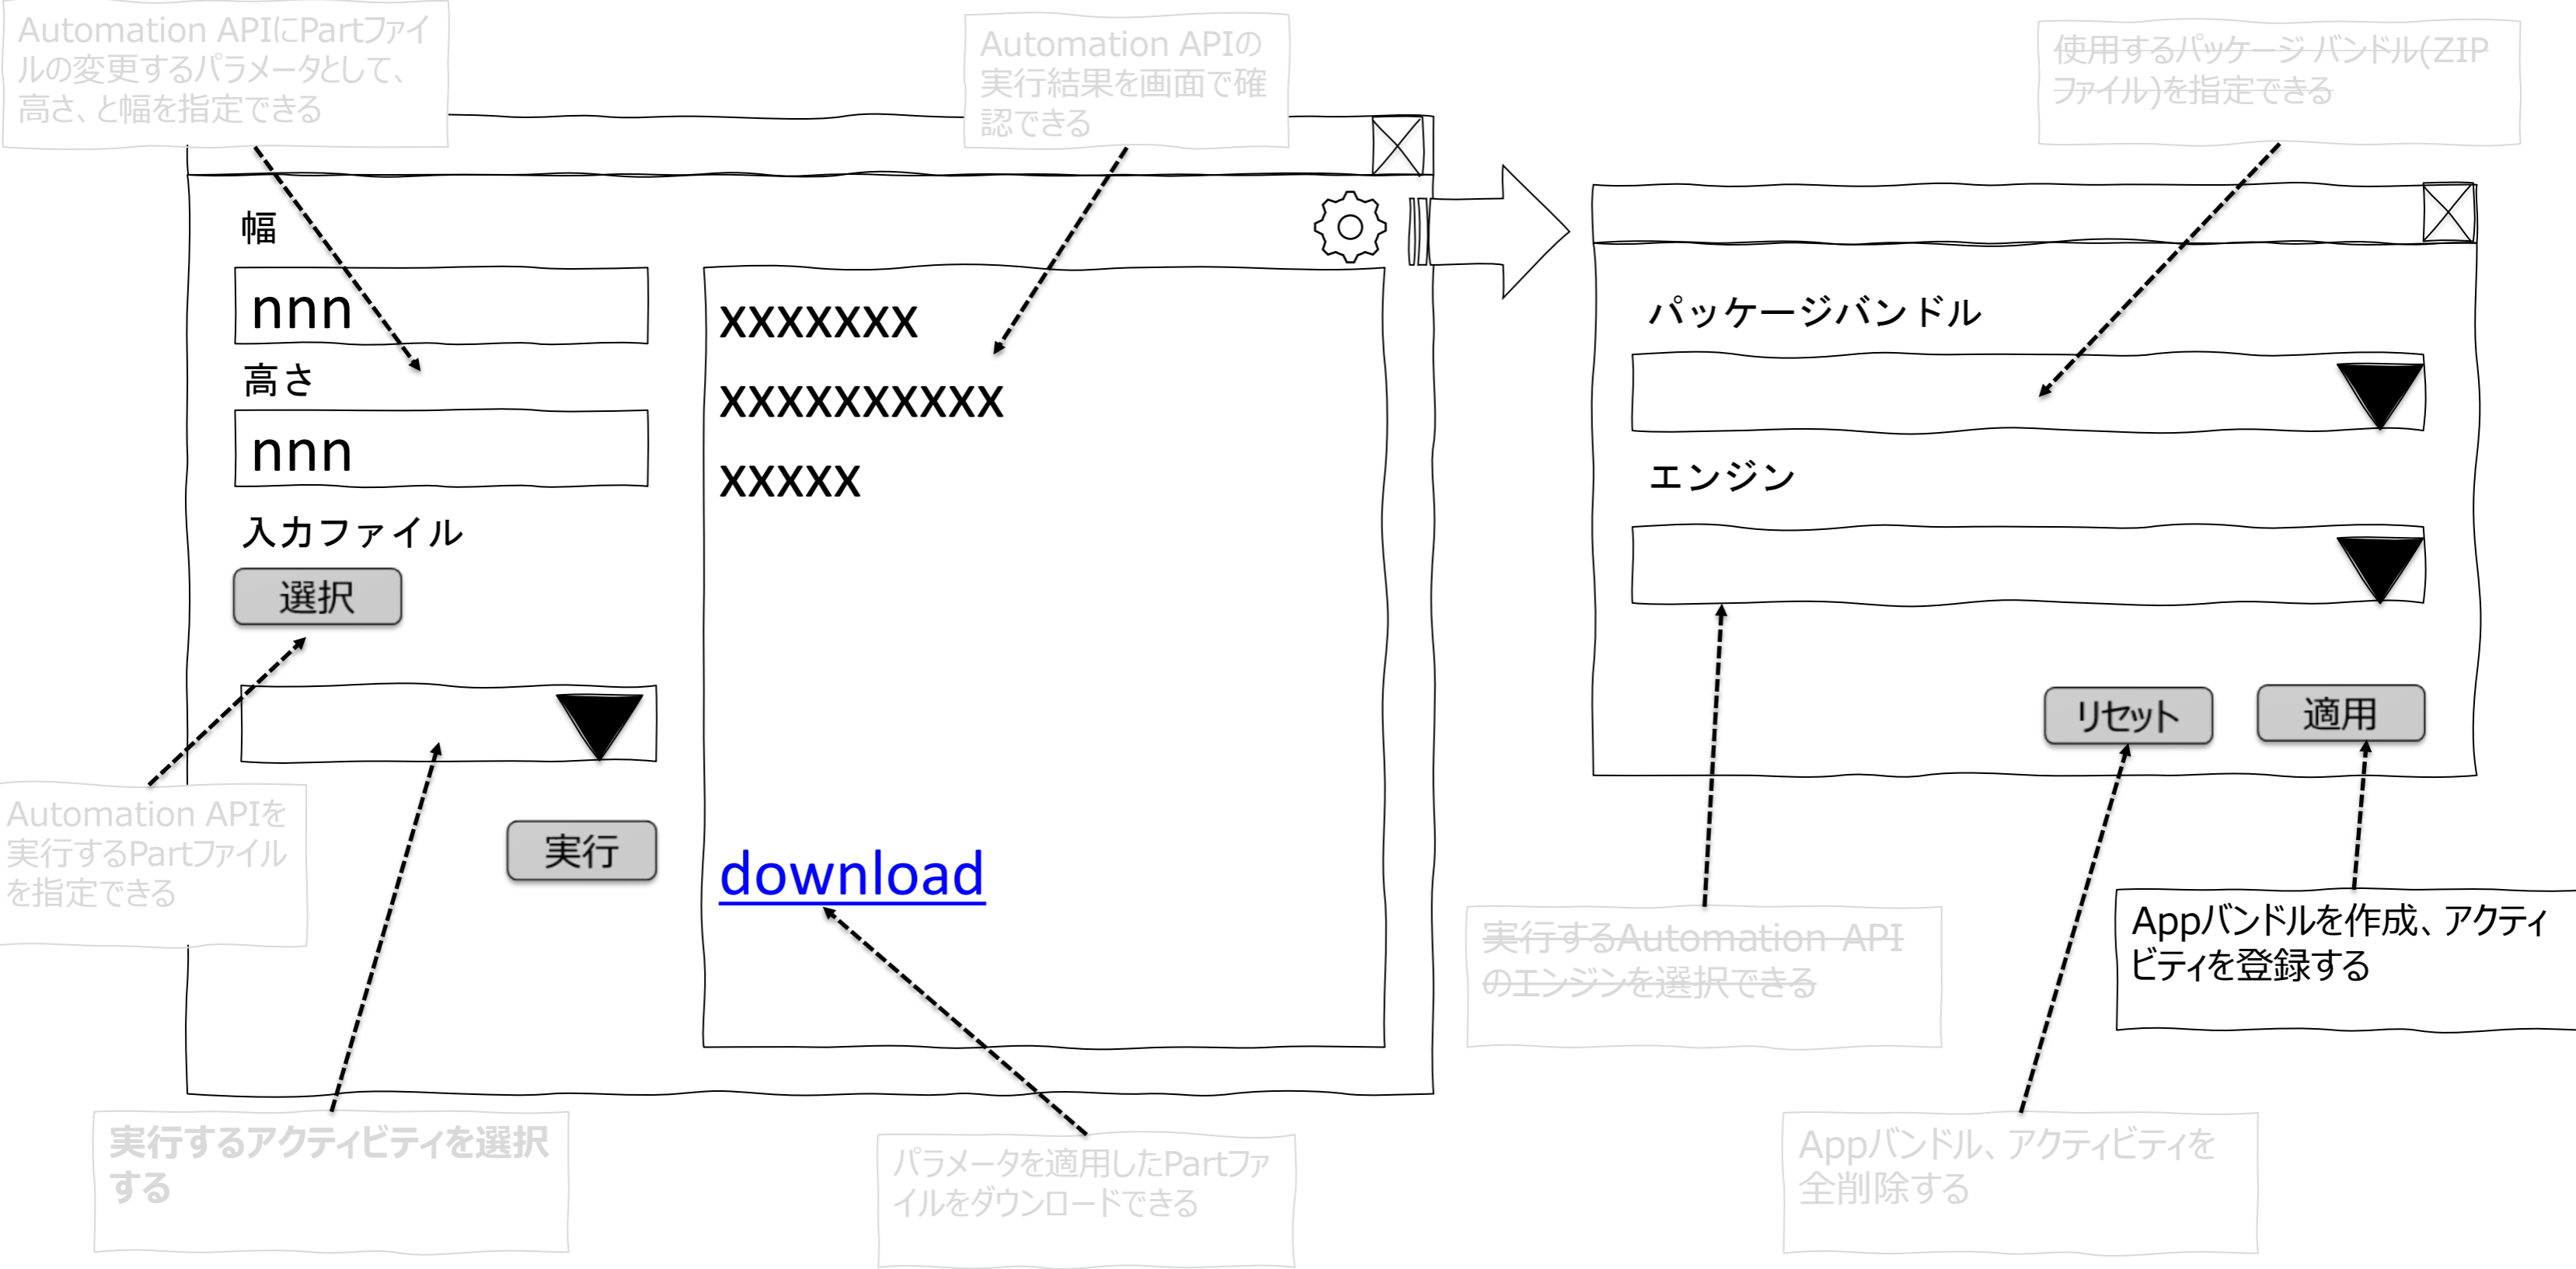 Automation APIにPartファイ
ルの変更するパラメータとして、
高さ、と幅を指定できる
Automation APIの
実行結果を画面で確
認できる
使用するパッケージ バンドル(ZIP
ファイル)を指定できる
幅
nnn
高さ
nnn
入力ファイル
選択
実行
xxxxxxx
xxxxxxxxxx
xxxxx
download
パッケージバンドル
エンジン
リセット
適用
Automation APIを
実行するPartファイル
を指定できる
実行するAutomation API
のエンジンを選択できる
Appバンドルを作成、アクティ
ビティを登録する
実行するアクティビティを選択
する
パラメータを適用したPartファ
イルをダウンロードできる
Appバンドル、アクティビティを
全削除する